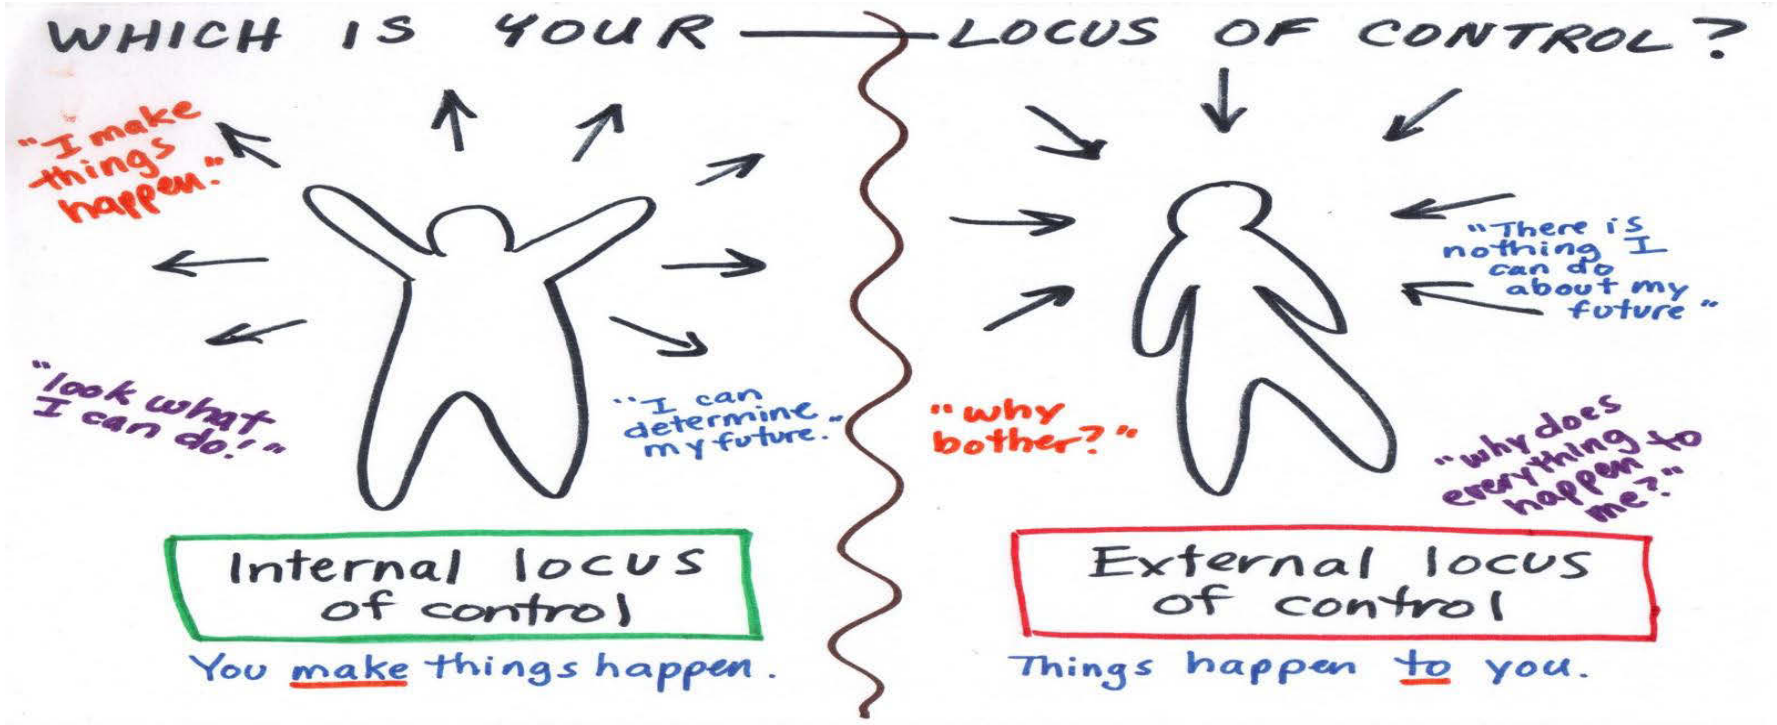 WHICH IS YOUR — LOCUS OF CONTROL?
"I make
things
happen."
"look what
I can do!"
"I can
determine
my future."
Internal locus
of control
You make things happen.
"There is
nothing I
can do
about my
future"
"why
bother?"
"why does
everything
happen to
me?"
External locus
of control
Things happen to you.